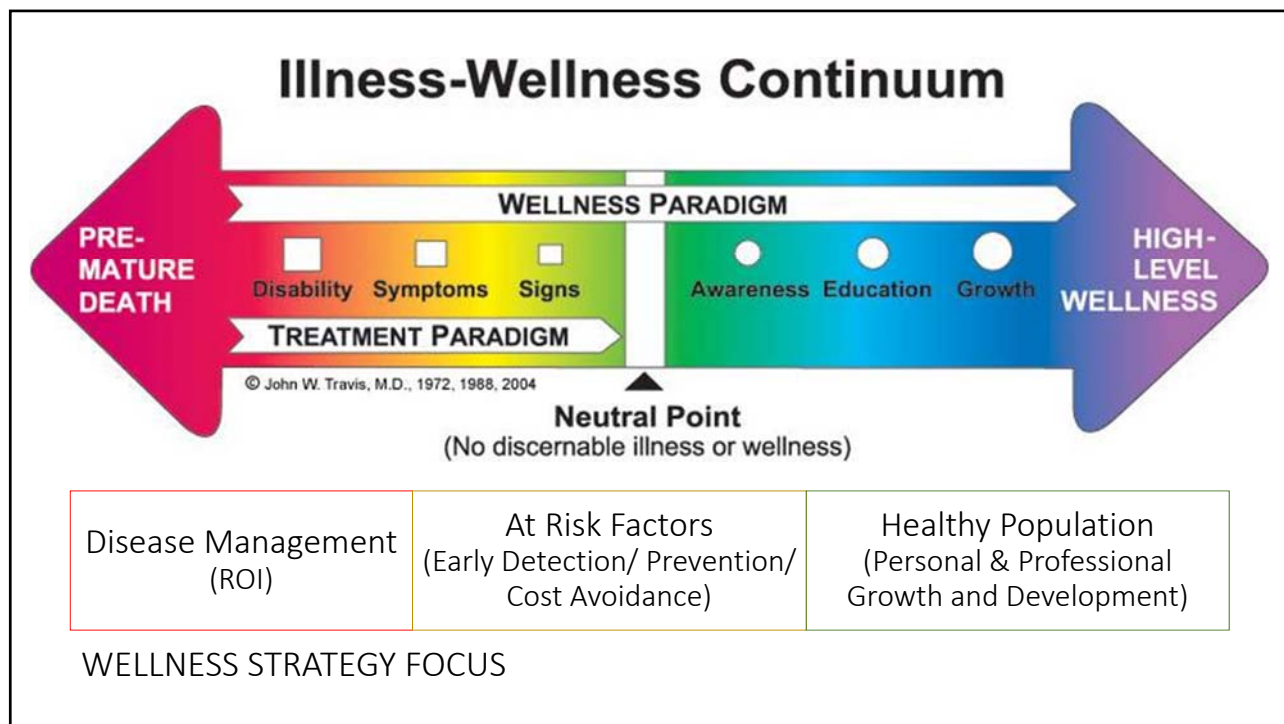 Illness-Wellness Continuum
WELLNESS PARADIGM
PRE-
MATURE
DEATH
HIGH-
LEVEL
WELLNESS
Disability Symptoms Signs Awareness Education Growth
TREATMENT PARADIGM
© John W. Travis, M.D., 1972, 1988, 2004
Neutral Point
(No discernable illness or wellness)
Disease Management
(ROI)
At Risk Factors
(Early Detection/ Prevention/
Cost Avoidance)
Healthy Population
(Personal & Professional
Growth and Development)
WELLNESS STRATEGY FOCUS